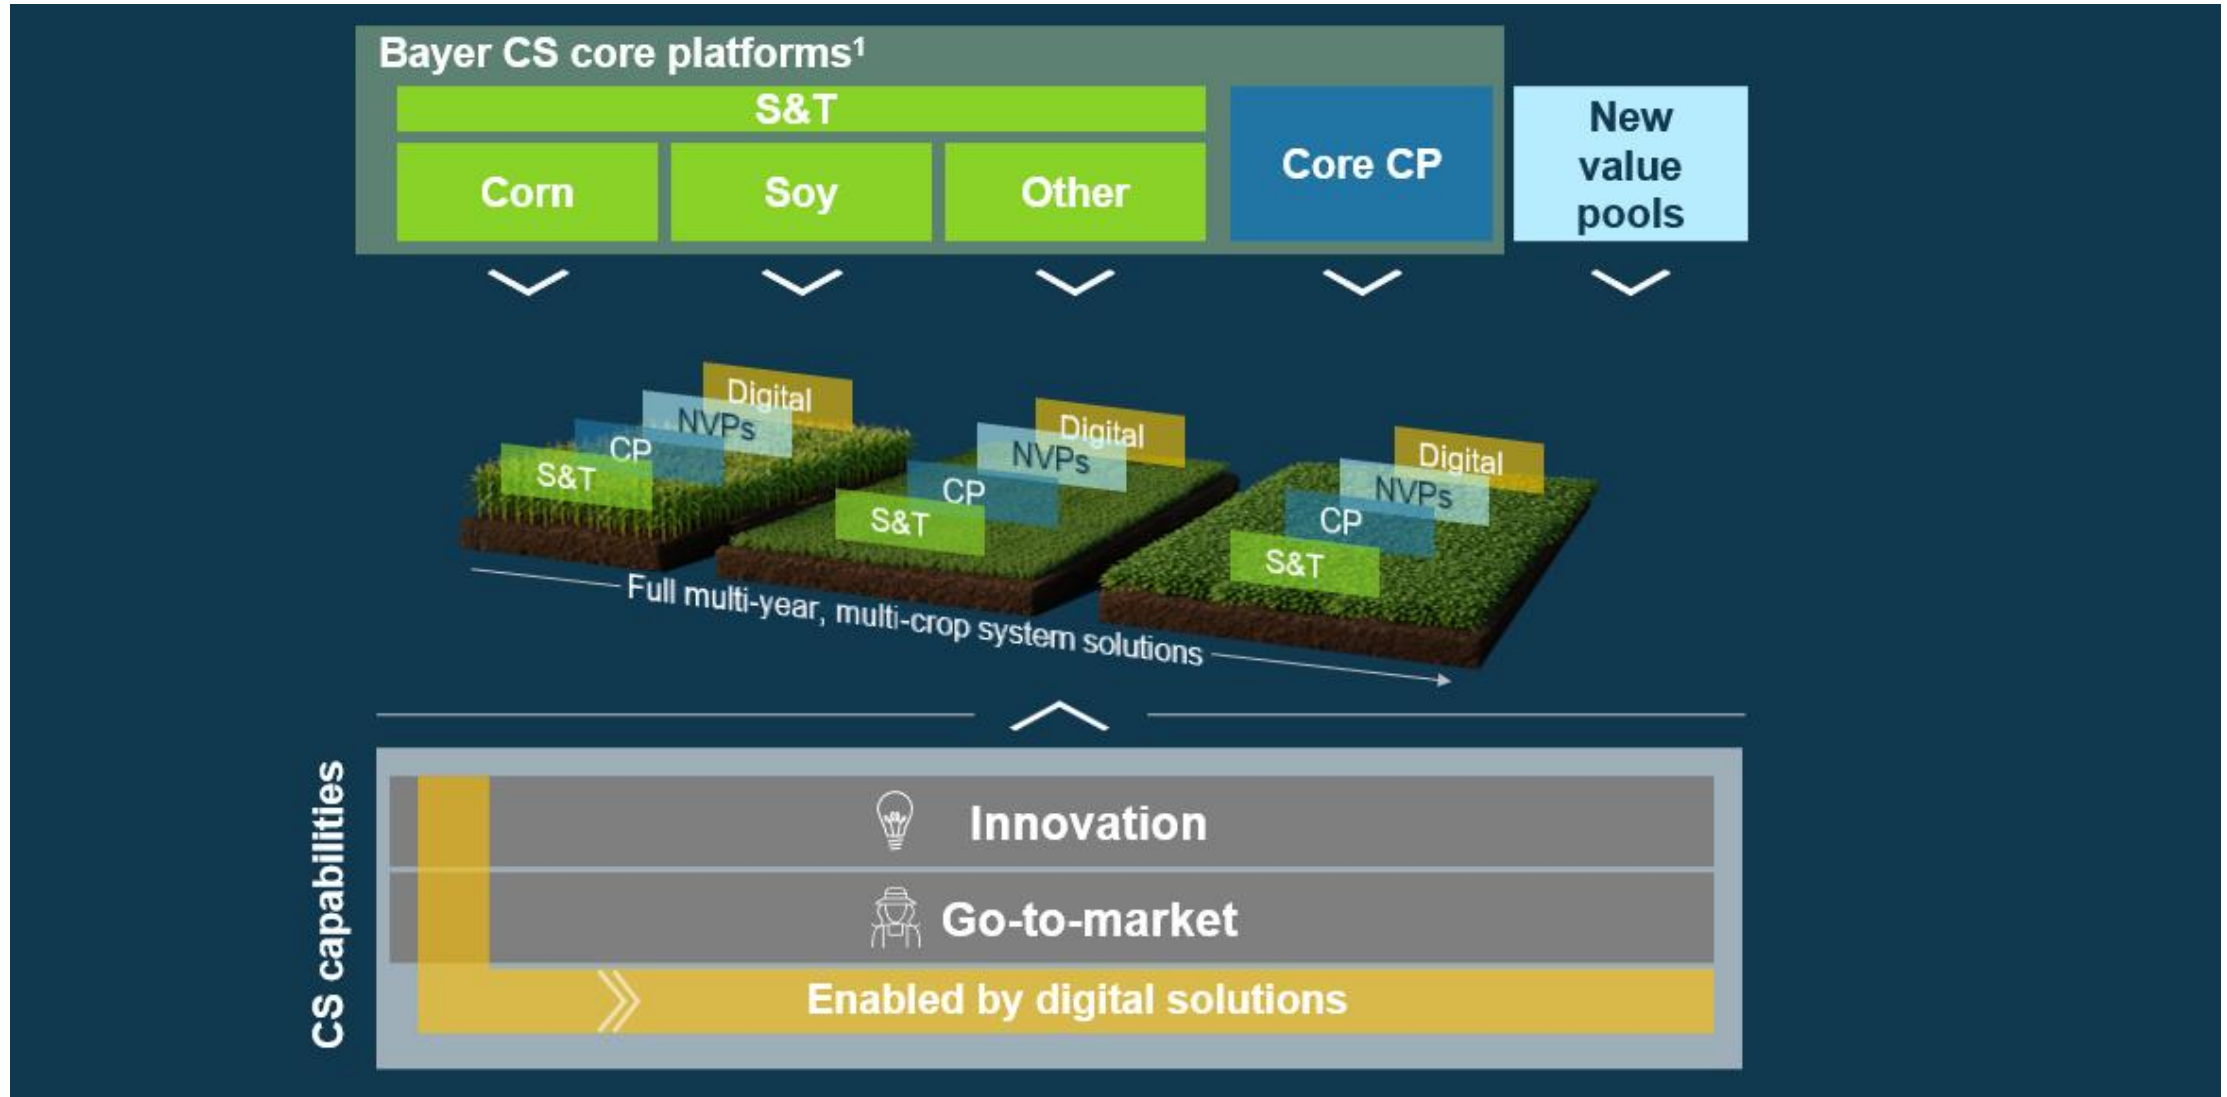 Bayer CS core platforms¹
S&T
Corn
Soy
Other
Core CP
New
value
pools
Digital
NVPs
CP
S&T
Digital
NVPs
CP
S&T
Digital
NVPs
CP
S&T
Full multi-year, multi-crop system solutions
CS capabilities
Innovation
Go-to-market
Enabled by digital solutions